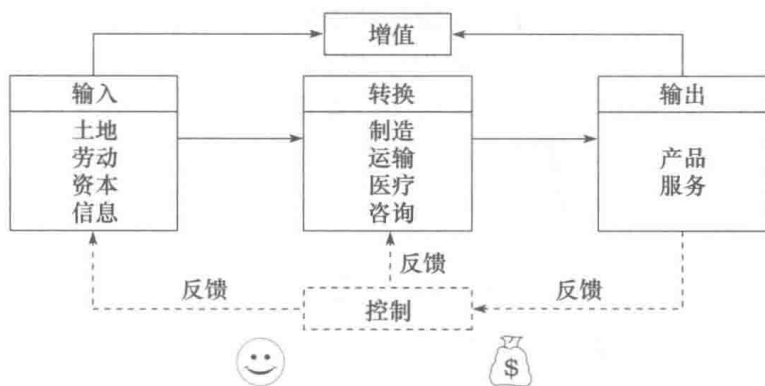 增值
输入
转换
输出
土地
劳动
资本
信息
制造
运输
医疗
咨询
产品
服务
反馈
反馈
反馈
控制
$